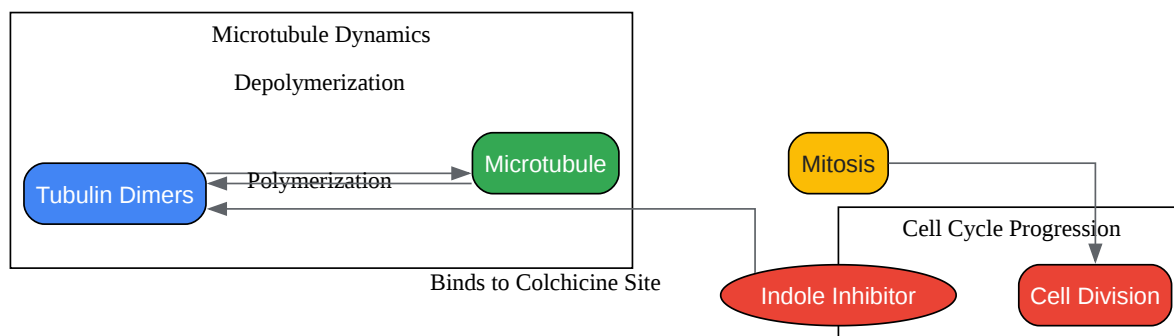 Microtubule Dynamics
Depolymerization
Microtubule
Mitosis
Polymerization
Tubulin Dimers
Cell Cycle Progression
Binds to Colchicine Site
Indole Inhibitor
Cell Division